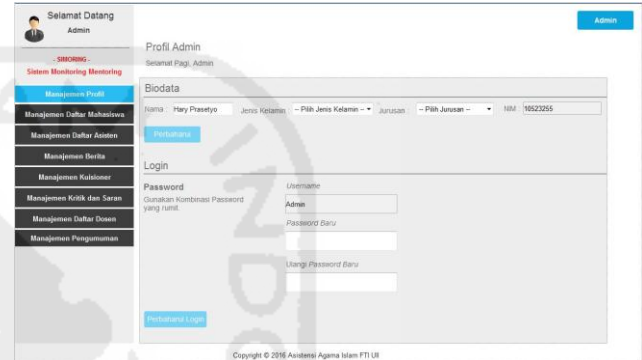 Selamat Datang
Admin
- SIMORING -
Sistem Monitoring Mentoring
Manajemen Profil
Manajemen Daftar Mahasiswa
Manajemen Daftar Asisten
Manajemen Berita
Manajemen Kuisioner
Manajemen Kritik dan Saran
Manajemen Daftar Dosen
Manajemen Pengumuman
Admin
Profil Admin
Selamat Pagi, Admin
Biodata
Nama : Hary Prasetyo Jenis Kelamin : -- Pilih Jenis Kelamin -- Jurusan : -- Pilih Jurusan -- NIM : 10523255
Perbaharui
Login
Password
Gunakan Kombinasi Password
yang rumit.
Username
Admin
Password Baru
Ulangi Password Baru
Perbaharui Login
Copyright © 2016 Asistensi Agama Islam FTI UII